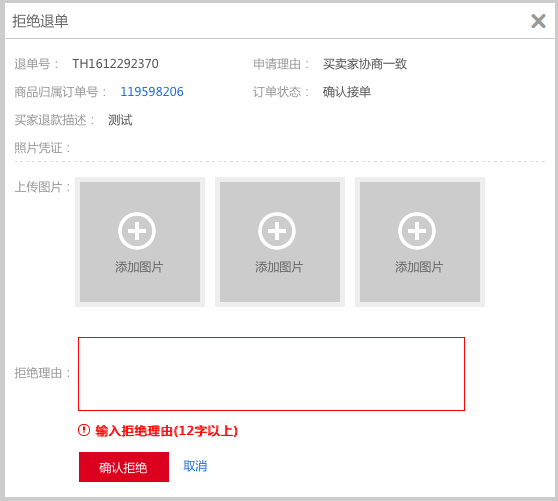 拒绝退单
退单号： TH1612292370 申请理由： 买卖家协商一致
商品归属订单号： 119598206 订单状态： 确认接单
买家退款描述： 测试
照片凭证：
上传图片：
添加图片 添加图片 添加图片
拒绝理由：
输入拒绝理由(12字以上)
确认拒绝 取消